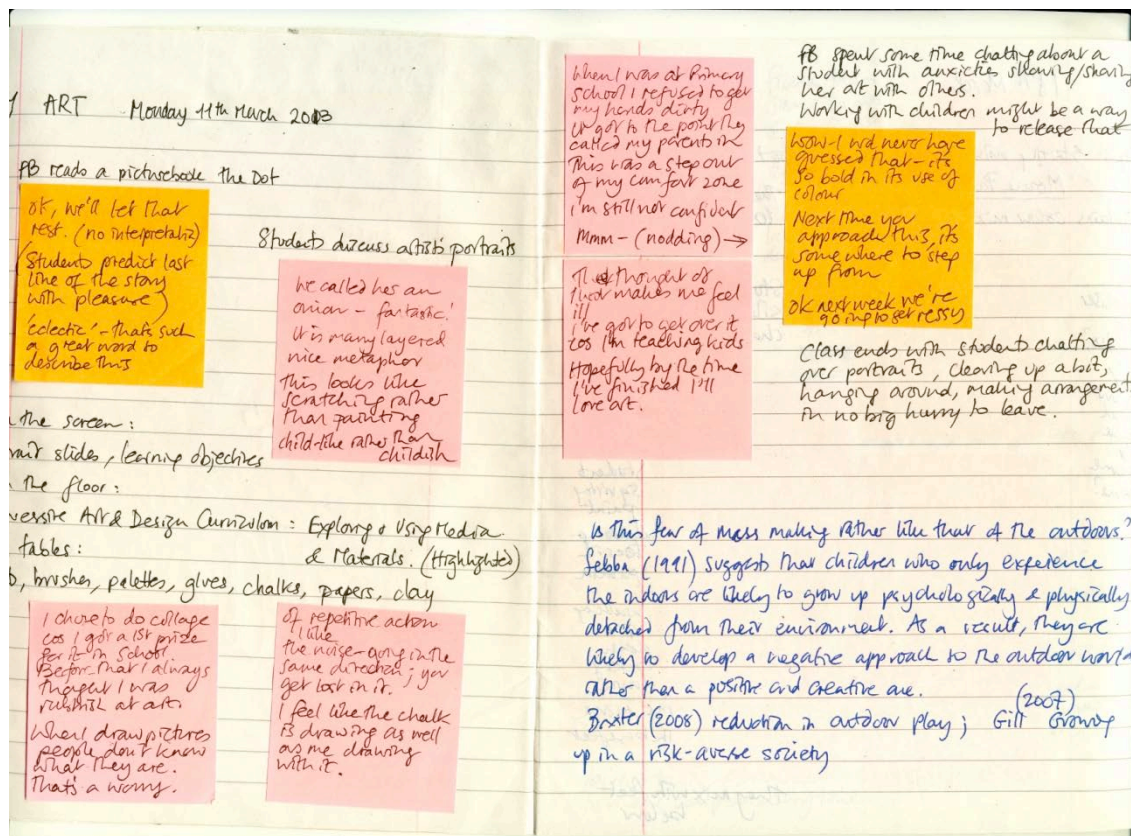 ART Monday 11th March 2013
PB reads a picturebook the Dot
ok, we'll let that
rest. (no interpretatn)
(Students predict last
line of the story
with pleasure)
'eclectic' - that's such
a great word to
describe this
Students discuss artists portraits
he called her an
onion - fantastic!
it is many layered
nice metaphor
This looks like
scratching rather
than painting
child-like rather than
childish
the screen:
slides, learning objectives
the floor:
Art & Design Curriculum: Exploring & Using Media
& Materials. (Highlighted)
tables:
brushes, palettes, glues, chalks, papers, clay
I chose to do collage
cos I got a 1st prize
for it in school
Before that I always
thought I was
rubbish at art.
When I draw pictures
people don't know
what they are.
That's a worry.
of repetitive action
I like
the noise - going in the
same direction; you
get lost in it.
I feel like the chalk
is drawing as well
as me drawing
with it.
When I was at Primary
school I refused to get
my hands dirty
it got to the point they
called my parents in
This was a step out
of my comfort zone
i'm still not confident
Mmm - (nodding) →
The thought of
that makes me feel
ill
I've got to get over it
cos I'm teaching kids
Hopefully by the time
I've finished I'll
love art.
PB spent some time chatting about a
student with anxieties showing/sharing
her art with others.
Working with children might be a way
to release that
Wow - I wd never have
guessed that - its
so bold in its use of
colour
Next time you
approach this, its
some where to step
up from
ok next week we're
going to get messy
Class ends with students chatting
over portraits, clearing up a bit,
hanging around, making arrangements
in no big hurry to leave.
Is this fear of mess making rather like that of the outdoors?
Sebba (1991) suggests that children who only experience
the indoors are likely to grow up psychologically & physically
detached from their environment. As a result, they are
likely to develop a negative approach to the outdoor world
rather than a positive and creative one.
(2007)
(2008) reduction in outdoor play; Gill Growing
up in a risk-averse society